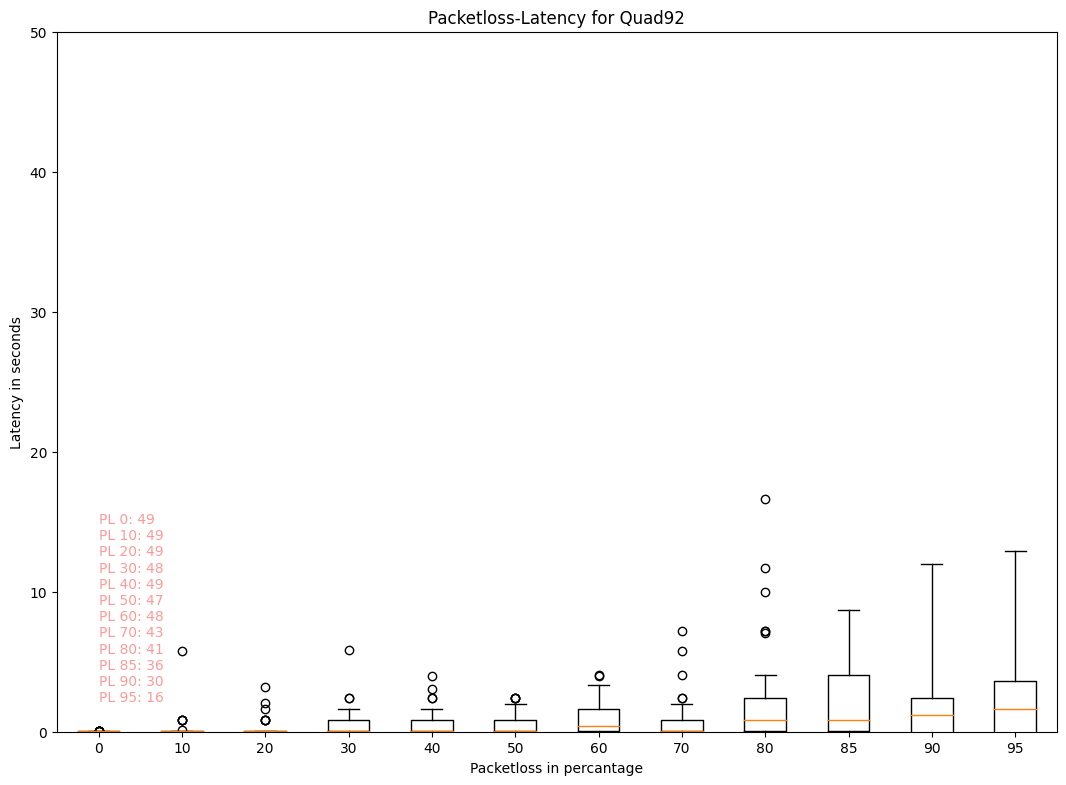 Packetloss-Latency for Quad92
50
40
30
20
10
0
Latency in seconds
PL 0: 49
PL 10: 49
PL 20: 49
PL 30: 48
PL 40: 49
PL 50: 47
PL 60: 48
PL 70: 43
PL 80: 41
PL 85: 36
PL 90: 30
PL 95: 16
0 10 20 30 40 50 60 70 80 85 90 95
Packetloss in percantage